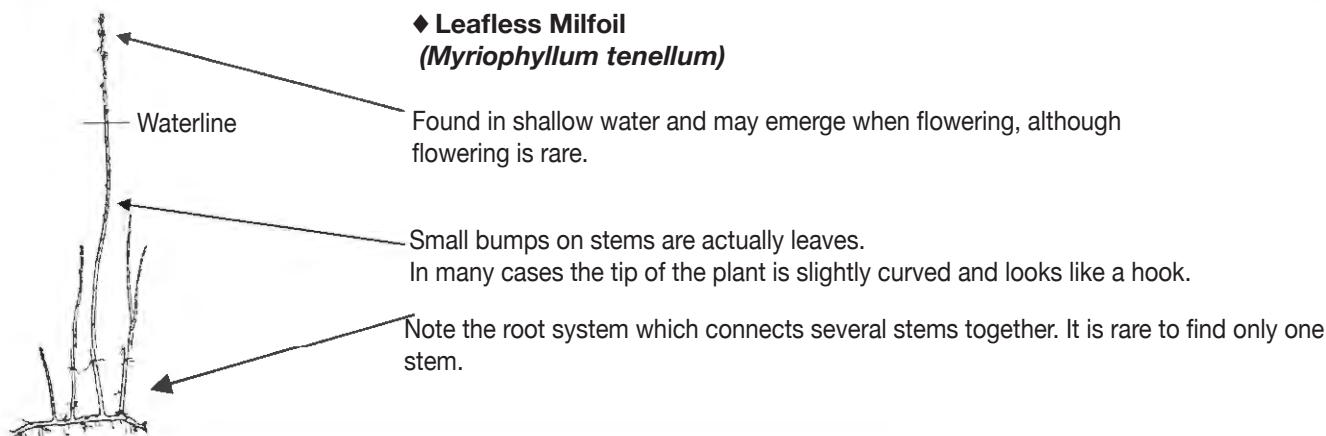 ♦ Leafless Milfoil
(Myriophyllum tenellum)
Waterline
Found in shallow water and may emerge when flowering, although
flowering is rare.
Small bumps on stems are actually leaves.
In many cases the tip of the plant is slightly curved and looks like a hook.
Note the root system which connects several stems together. It is rare to find only one
stem.